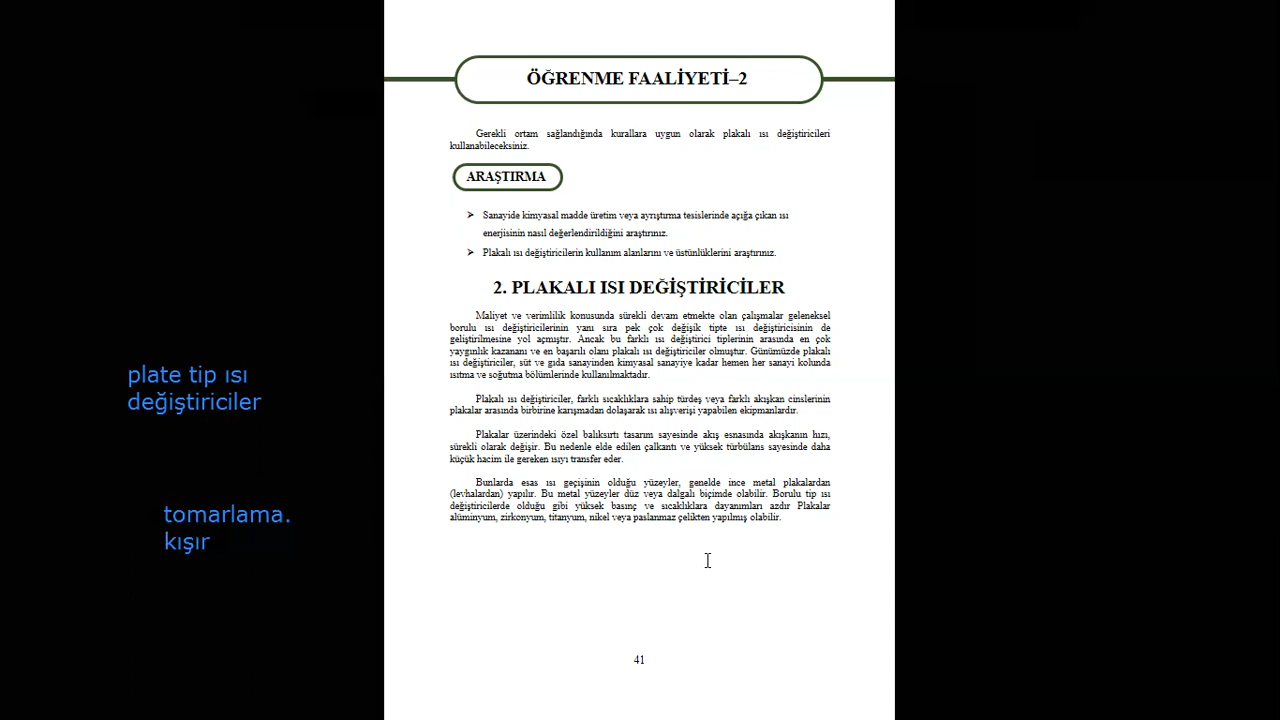 ÖĞRENME FAALİYETİ–2
Gerekli ortam sağlandığında kurallara uygun olarak plakalı ısı değiştiricileri
kullanabileceksiniz.
ARAŞTIRMA
➢ Sanayide kimyasal madde üretim veya ayrıştırma tesislerinde açığa çıkan ısı
enerjisinin nasıl değerlendirildiğini araştırınız.
➢ Plakalı ısı değiştiricilerin kullanım alanlarını ve üstünlüklerini araştırınız.
2. PLAKALI ISI DEĞİŞTİRİCİLER
Maliyet ve verimlilik konusunda sürekli devam etmekte olan çalışmalar geleneksel
borulu ısı değiştiricilerinin yanı sıra pek çok değişik tipte ısı değiştiricisinin de
geliştirilmesine yol açmıştır. Ancak bu farklı ısı değiştirici tiplerinin arasında en çok
yaygınlık kazananı ve en başarılı olanı plakalı ısı değiştiriciler olmuştur. Günümüzde plakalı
ısı değiştiriciler, süt ve gıda sanayinden kimyasal sanayiye kadar hemen her sanayi kolunda
ısıtma ve soğutma bölümlerinde kullanılmaktadır.
Plakalı ısı değiştiriciler, farklı sıcaklıklara sahip türdeş veya farklı akışkan cinslerinin
plakalar arasında birbirine karışmadan dolaşarak ısı alışverişi yapabilen ekipmanlardır.
Plakalar üzerindeki özel balıksırtı tasarım sayesinde akış esnasında akışkanın hızı,
sürekli olarak değişir. Bu nedenle elde edilen çalkantı ve yüksek türbülans sayesinde daha
küçük hacim ile gereken ısıyı transfer eder.
Bunlarda esas ısı geçişinin olduğu yüzeyler, genelde ince metal plakalardan
(levhalardan) yapılır. Bu metal yüzeyler düz veya dalgalı biçimde olabilir. Borulu tip ısı
değiştiricilerde olduğu gibi yüksek basınç ve sıcaklıklara dayanımları azdır Plakalar
alüminyum, zirkonyum, titanyum, nikel veya paslanmaz çelikten yapılmış olabilir.
41
plate tip ısı
değiştiriciler
tomarlama.
kışır